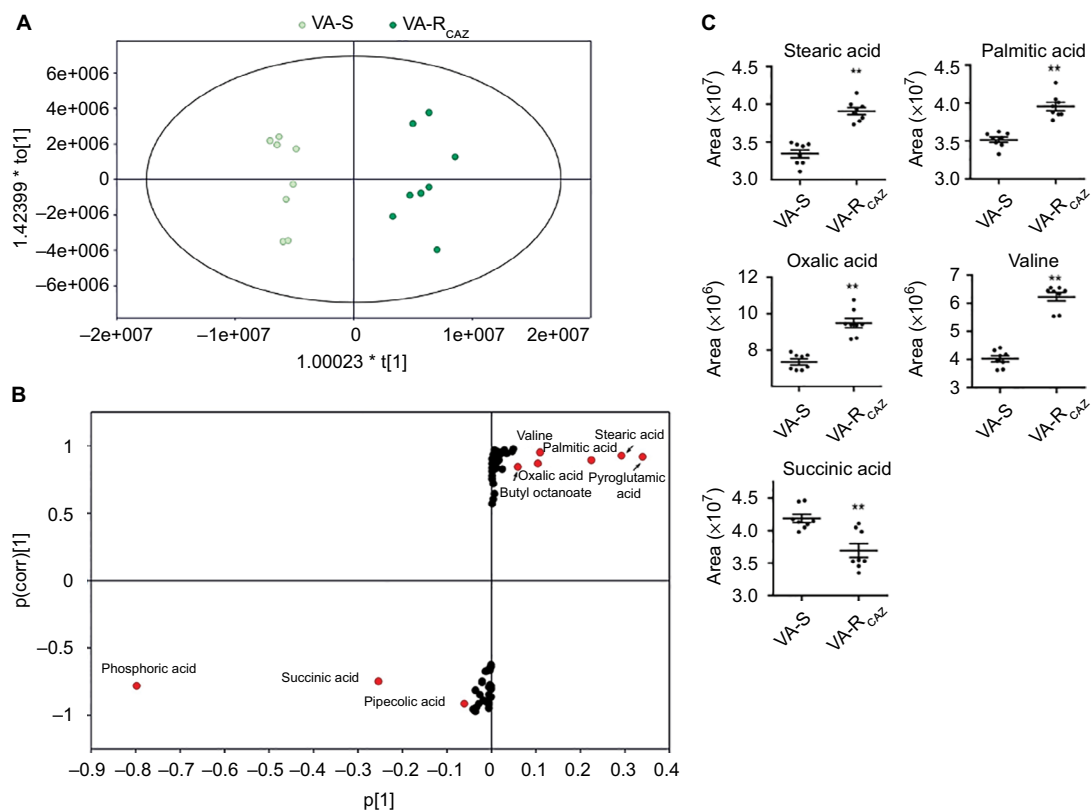 A
VA-S
VA-R CAZ
6e+006
4e+006
2e+006
0
–2e+006
–4e+006
–6e+006
1.42399 * to[1]
–2e+007
–1e+007
0
1e+007
2e+007
1.00023 * t[1]
B
1
0.5
0
–0.5
–1
p(corr)[1]
Valine
Palmitic acid
Stearic acid
Oxalic acid
Pyroglutamic
acid
Butyl octanoate
Phosphoric acid
Succinic acid
Pipecolic acid
–0.9 –0.8 –0.7 –0.6 –0.5 –0.4 –0.3 –0.2 –0.1 0 0.1 0.2 0.3 0.4
p[1]
C
Stearic acid
Area (×10⁷)
4.5
4.0
3.5
3.0
**
VA-S
VA-R CAZ
Palmitic acid
Area (×10⁷)
4.5
4.0
3.5
3.0
**
VA-S
VA-R CAZ
Oxalic acid
Area (×10⁶)
12
10
8
**
VA-S
VA-R CAZ
Valine
Area (×10⁶)
7
6
5
4
3
**
VA-S
VA-R CAZ
Succinic acid
Area (×10⁷)
4.5
4.0
3.5
3.0
**
VA-S
VA-R CAZ